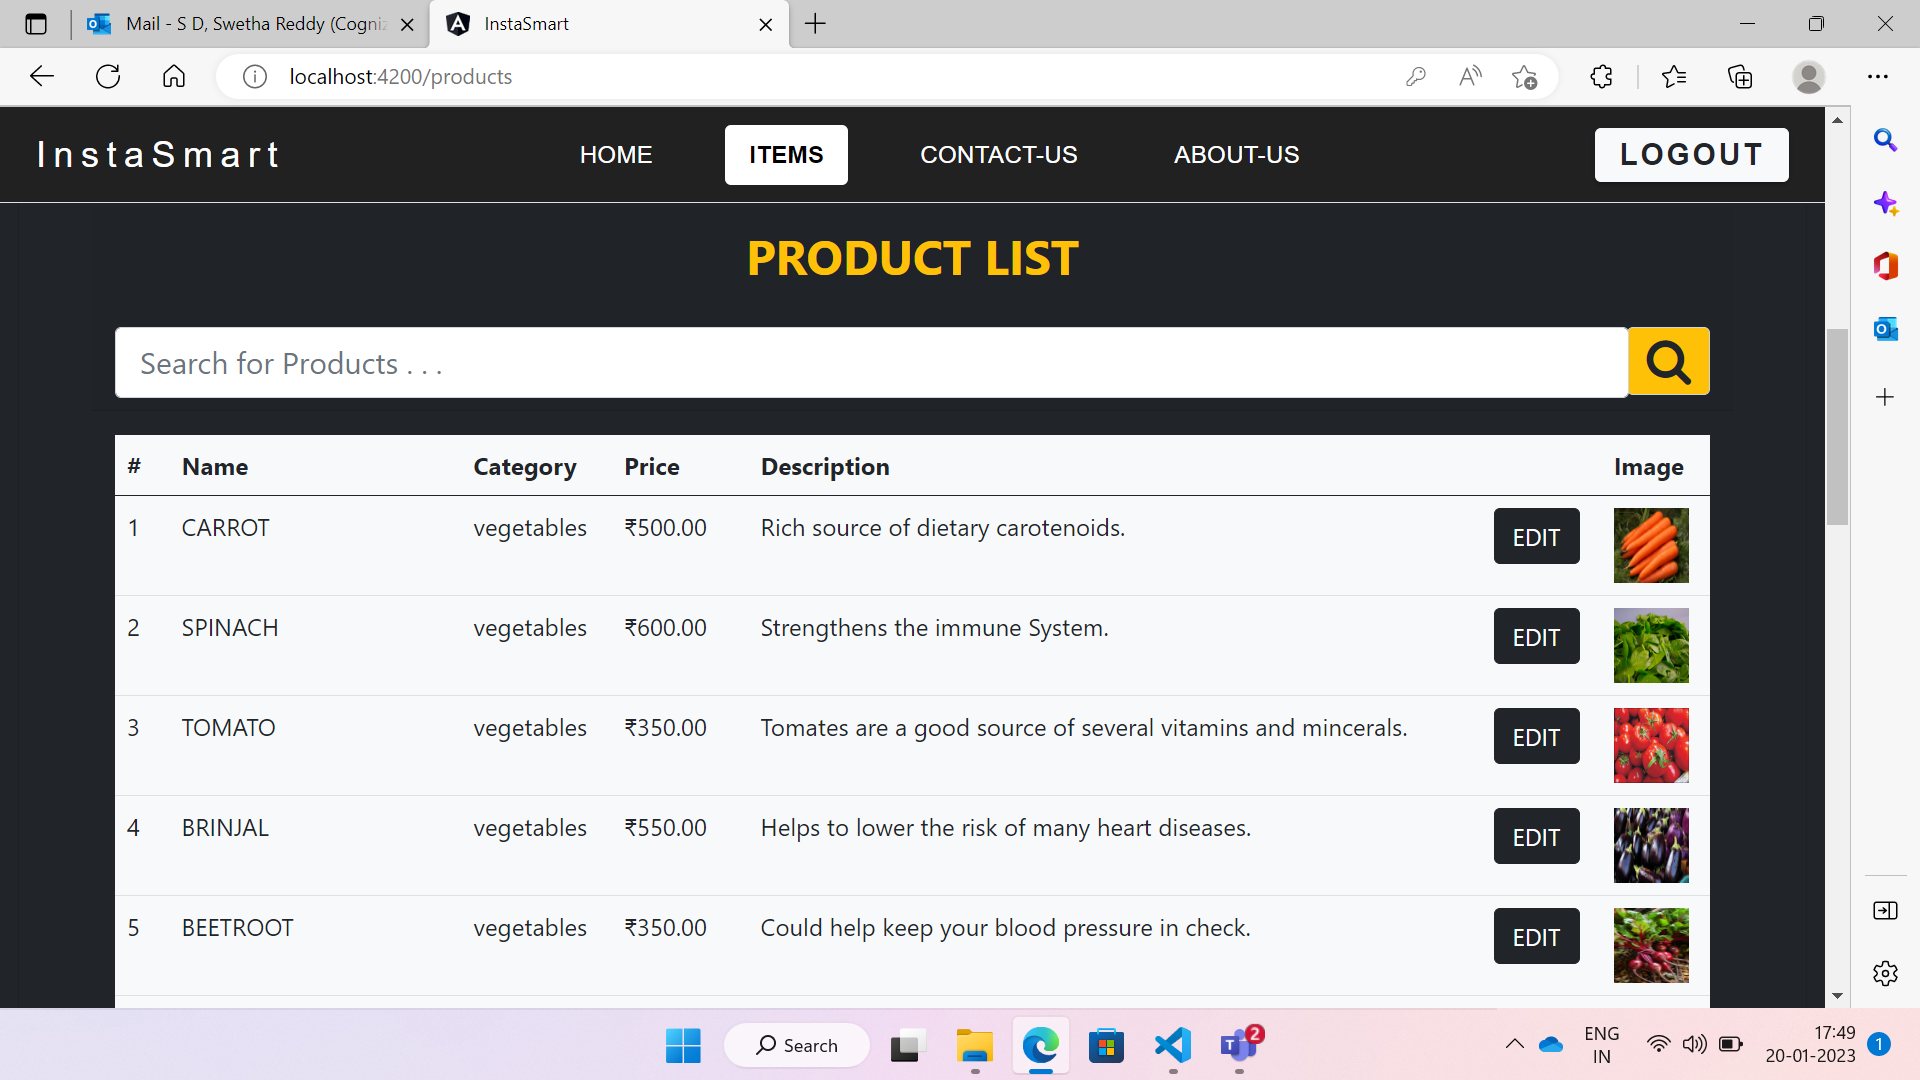 Mail - S D, Swetha Reddy (Cogniz
InstaSmart
localhost:4200/products
InstaSmart
HOME
ITEMS
CONTACT-US
ABOUT-US
LOGOUT
PRODUCT LIST
Search for Products . . .
# Name Category Price Description Image
1 CARROT vegetables ₹500.00 Rich source of dietary carotenoids. EDIT
2 SPINACH vegetables ₹600.00 Strengthens the immune System. EDIT
3 TOMATO vegetables ₹350.00 Tomates are a good source of several vitamins and mincerals. EDIT
4 BRINJAL vegetables ₹550.00 Helps to lower the risk of many heart diseases. EDIT
5 BEETROOT vegetables ₹350.00 Could help keep your blood pressure in check. EDIT
Search
2
ENG
IN
17:49
20-01-2023
1